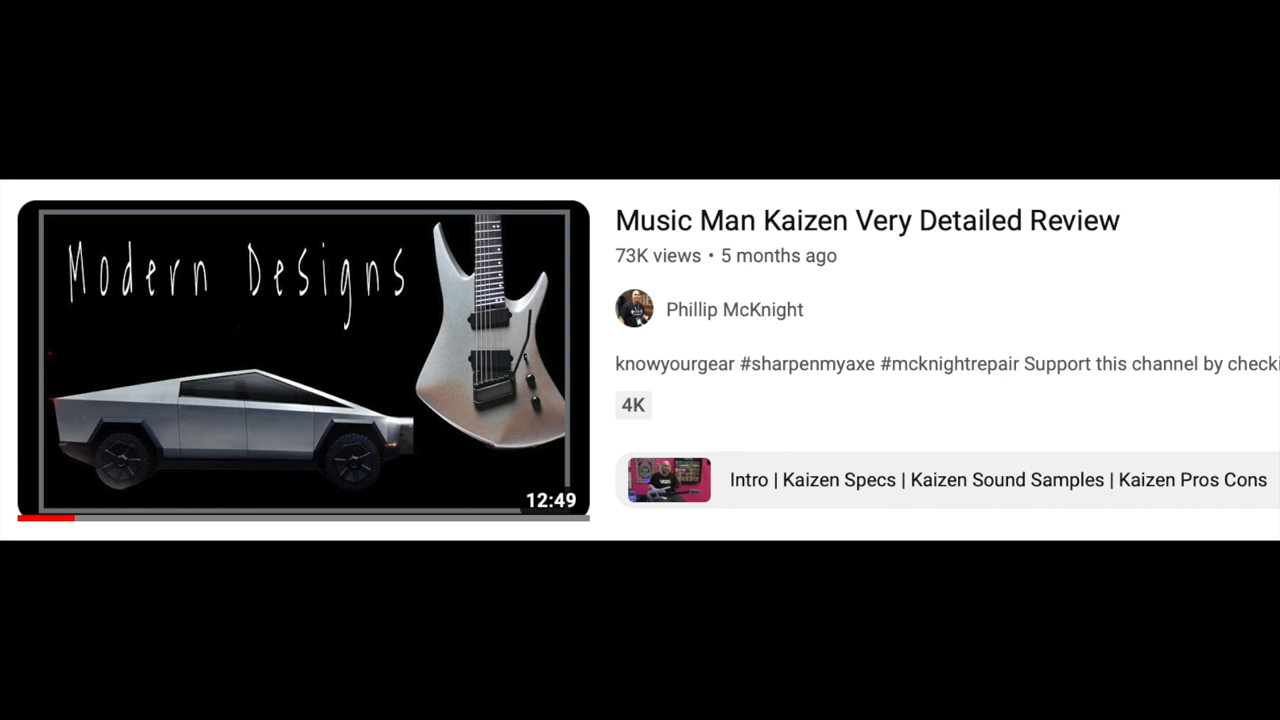 Modern Designs
12:49
Music Man Kaizen Very Detailed Review
73K views • 5 months ago
Phillip McKnight
knowyourgear #sharpenmyaxe #mcknightrepair Support this channel by checki
4K
Intro | Kaizen Specs | Kaizen Sound Samples | Kaizen Pros Cons